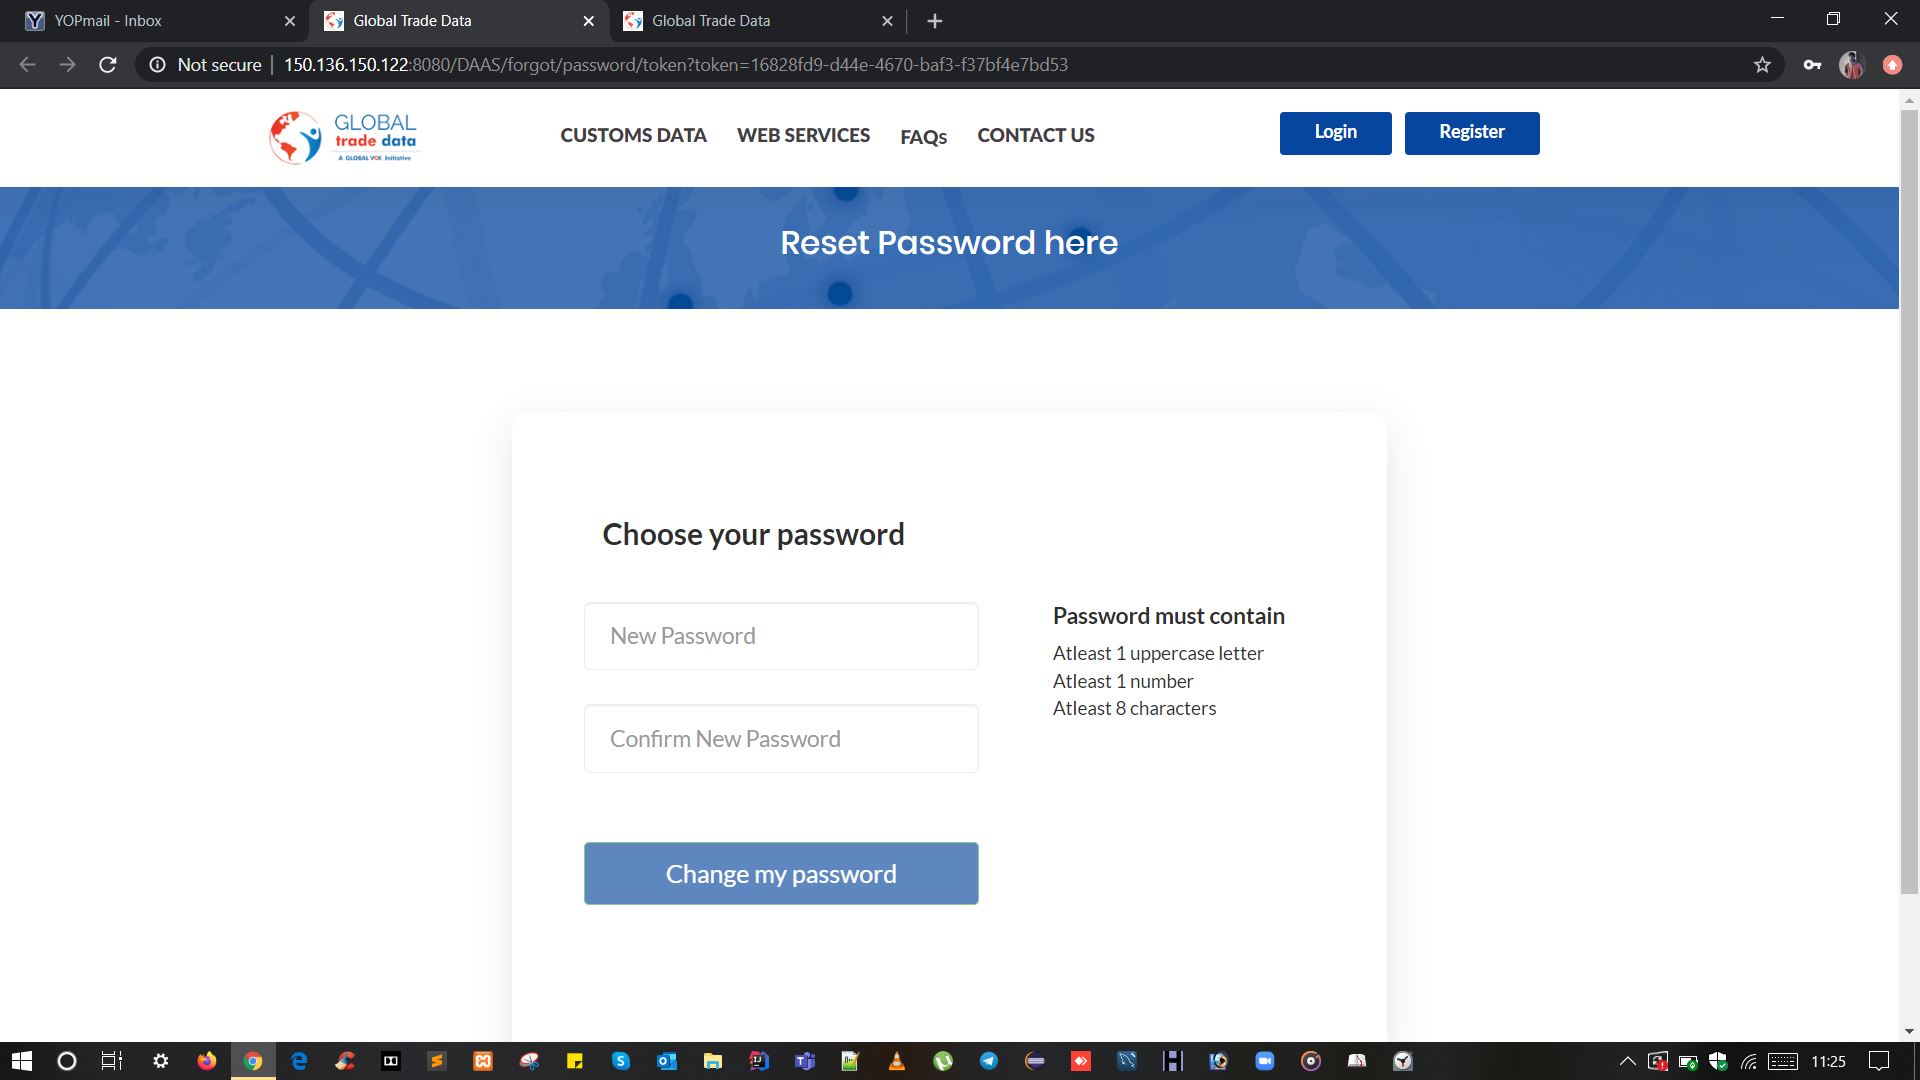 YOPmail - Inbox
Global Trade Data
Global Trade Data
Not secure
150.136.150.122:8080/DAAS/forgot/password/token?token=16828fd9-d44e-4670-baf3-f37bf4e7bd53
GLOBAL
trade data
A GLOBAL VOX Initiative
CUSTOMS DATA
WEB SERVICES
FAQs
CONTACT US
Login
Register
Reset Password here
Choose your password
New Password
Password must contain
Atleast 1 uppercase letter
Atleast 1 number
Atleast 8 characters
Confirm New Password
Change my password
11:25